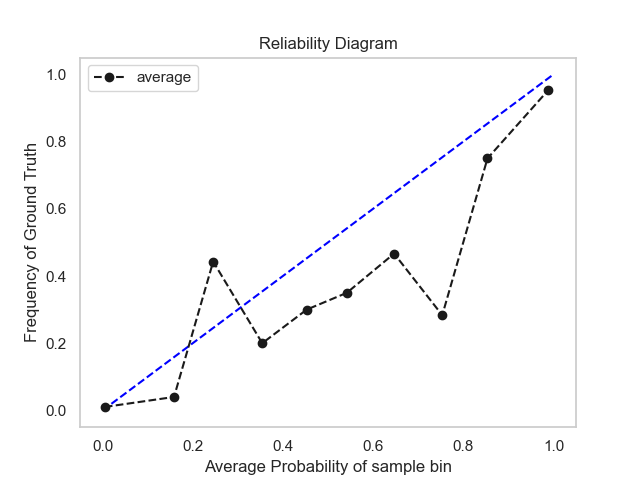 Reliability Diagram
average
1.0
0.8
0.6
0.4
0.2
0.0
Frequency of Ground Truth
0.0 0.2 0.4 0.6 0.8 1.0
Average Probability of sample bin